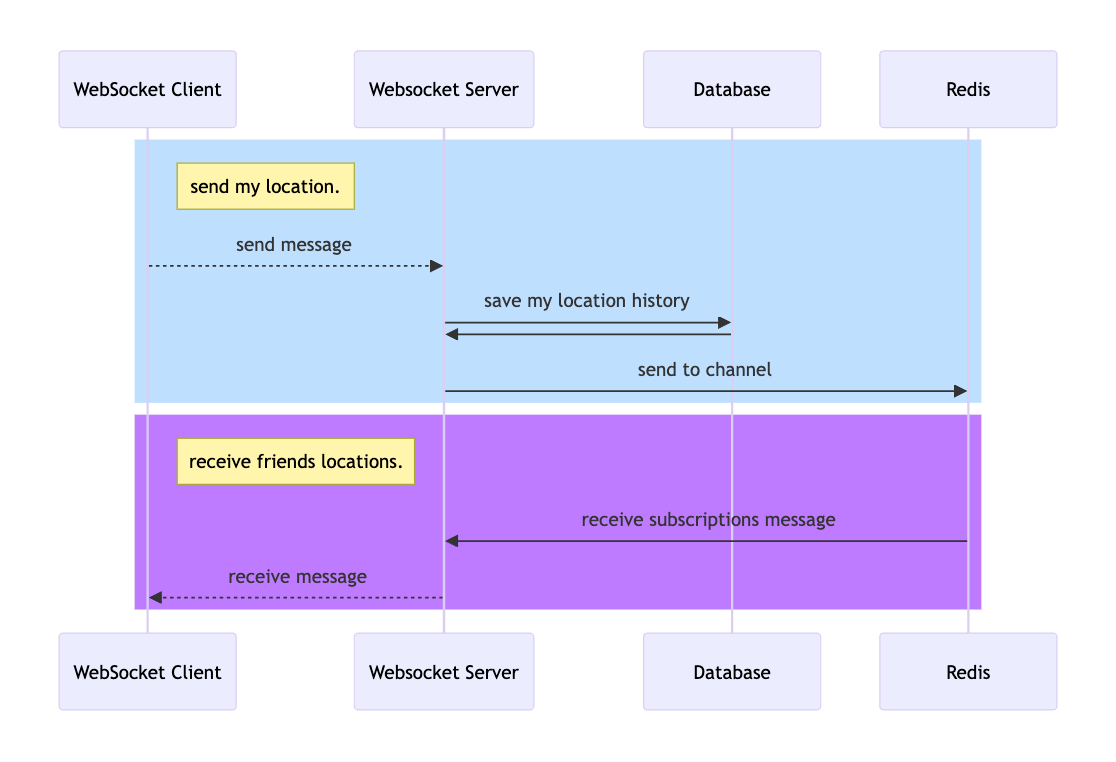 WebSocket Client
Websocket Server
Database
Redis
send my location.
send message
save my location history
send to channel
receive friends locations.
receive subscriptions message
receive message
WebSocket Client
Websocket Server
Database
Redis